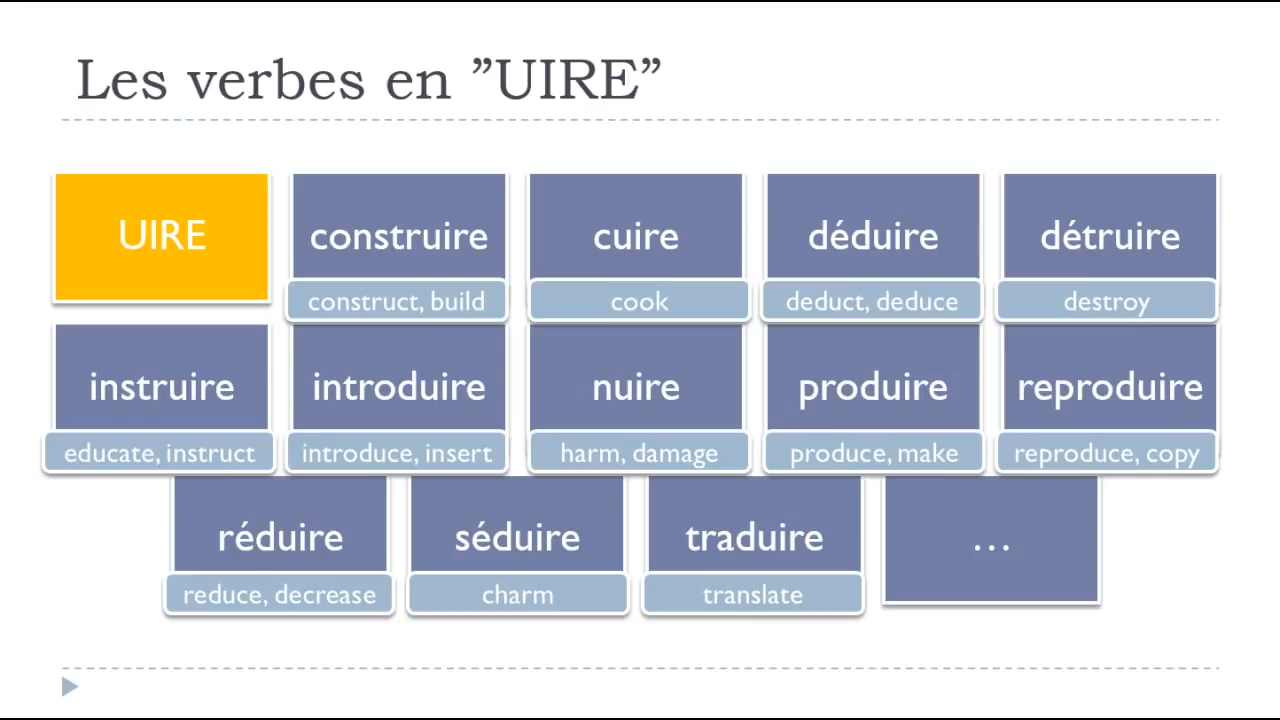 Les verbes en ”UIRE”
UIRE
construire
construct, build
cuire
cook
déduire
deduct, deduce
détruire
destroy
instruire
educate, instruct
introduire
introduce, insert
nuire
harm, damage
produire
produce, make
reproduire
reproduce, copy
réduire
reduce, decrease
séduire
charm
traduire
translate
...